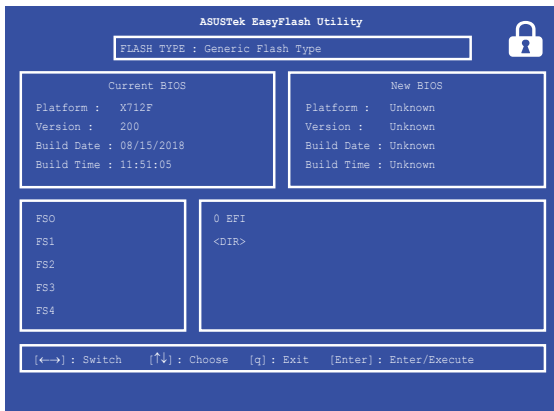 ASUSTek EasyFlash Utility
FLASH TYPE : Generic Flash Type
Current BIOS
Platform : X712F
Version : 200
Build Date : 08/15/2018
Build Time : 11:51:05
New BIOS
Platform : Unknown
Version : Unknown
Build Date : Unknown
Build Time : Unknown
FSO
FS1
FS2
FS3
FS4
0 EFI
<DIR>
[←→] : Switch [↑↓] : Choose [q] : Exit [Enter] : Enter/Execute